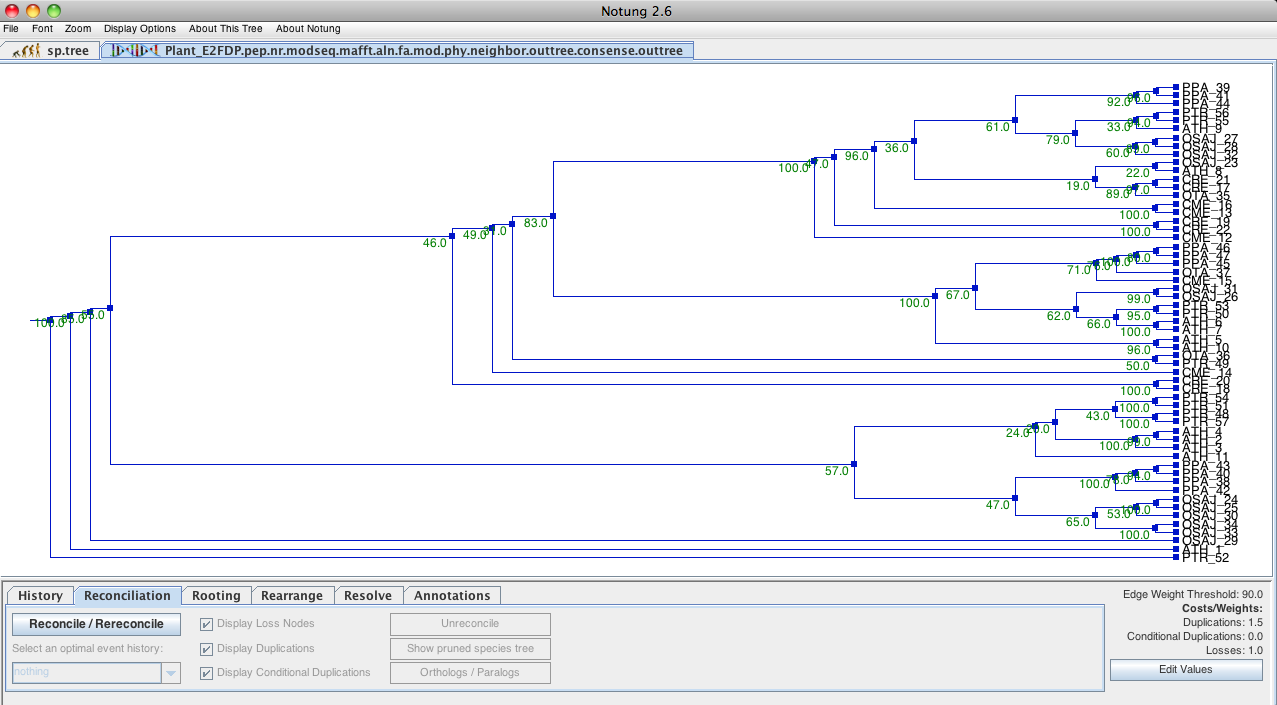 Notung 2.6
File Font Zoom Display Options About This Tree About Notung
sp.tree Plant_E2FDP.pep.nr.modseq.mafft.aln.fa.mod.phy.neighbor.outtree.consense.outtree
PPA_39
92.0 PPA_41
PPA_44
PTR_56
61.0 33.0 PTR_55
ATH_9
79.0 OSAJ_27
36.0 OSAJ_28
96.0 60.0
OSAJ_23
100.0 22.0 ATH_8
CRE_21
19.0 CRE_17
89.0 OTA_35
CME_16
100.0 CME_13
83.0 CRE_19
100.0 CRE_22
46.0 49.0 CME_12
PPA_46
PPA_47
71.0 PPA_45
OTA_37
CME_15
67.0 OSAJ_31
100.0 99.0 OSAJ_26
PTR_53
62.0 95.0 PTR_50
66.0 ATH_6
100.0 ATH_7
ATH_5
96.0 ATH_10
OTA_36
50.0 PTR_49
CME_14
CRE_20
100.0 CRE_18
PTR_54
100.0 PTR_51
43.0 PTR_48
100.0 PTR_57
24.0 ATH_4
ATH_2
100.0 ATH_3
ATH_11
57.0 PPA_43
PPA_40
100.0 PPA_38
PPA_42
47.0 OSAJ_24
OSAJ_25
53.0 OSAJ_30
65.0 OSAJ_34
100.0 OSAJ_33
OSAJ_29
ATH_1
PTR_52
History Reconciliation Rooting Rearrange Resolve Annotations
Reconcile / Rereconcile
Select an optimal event history:
nothing
Display Loss Nodes
Display Duplications
Display Conditional Duplications
Unreconcile
Show pruned species tree
Orthologs / Paralogs
Edge Weight Threshold: 90.0
Costs/Weights:
Duplications: 1.5
Conditional Duplications: 0.0
Losses: 1.0
Edit Values